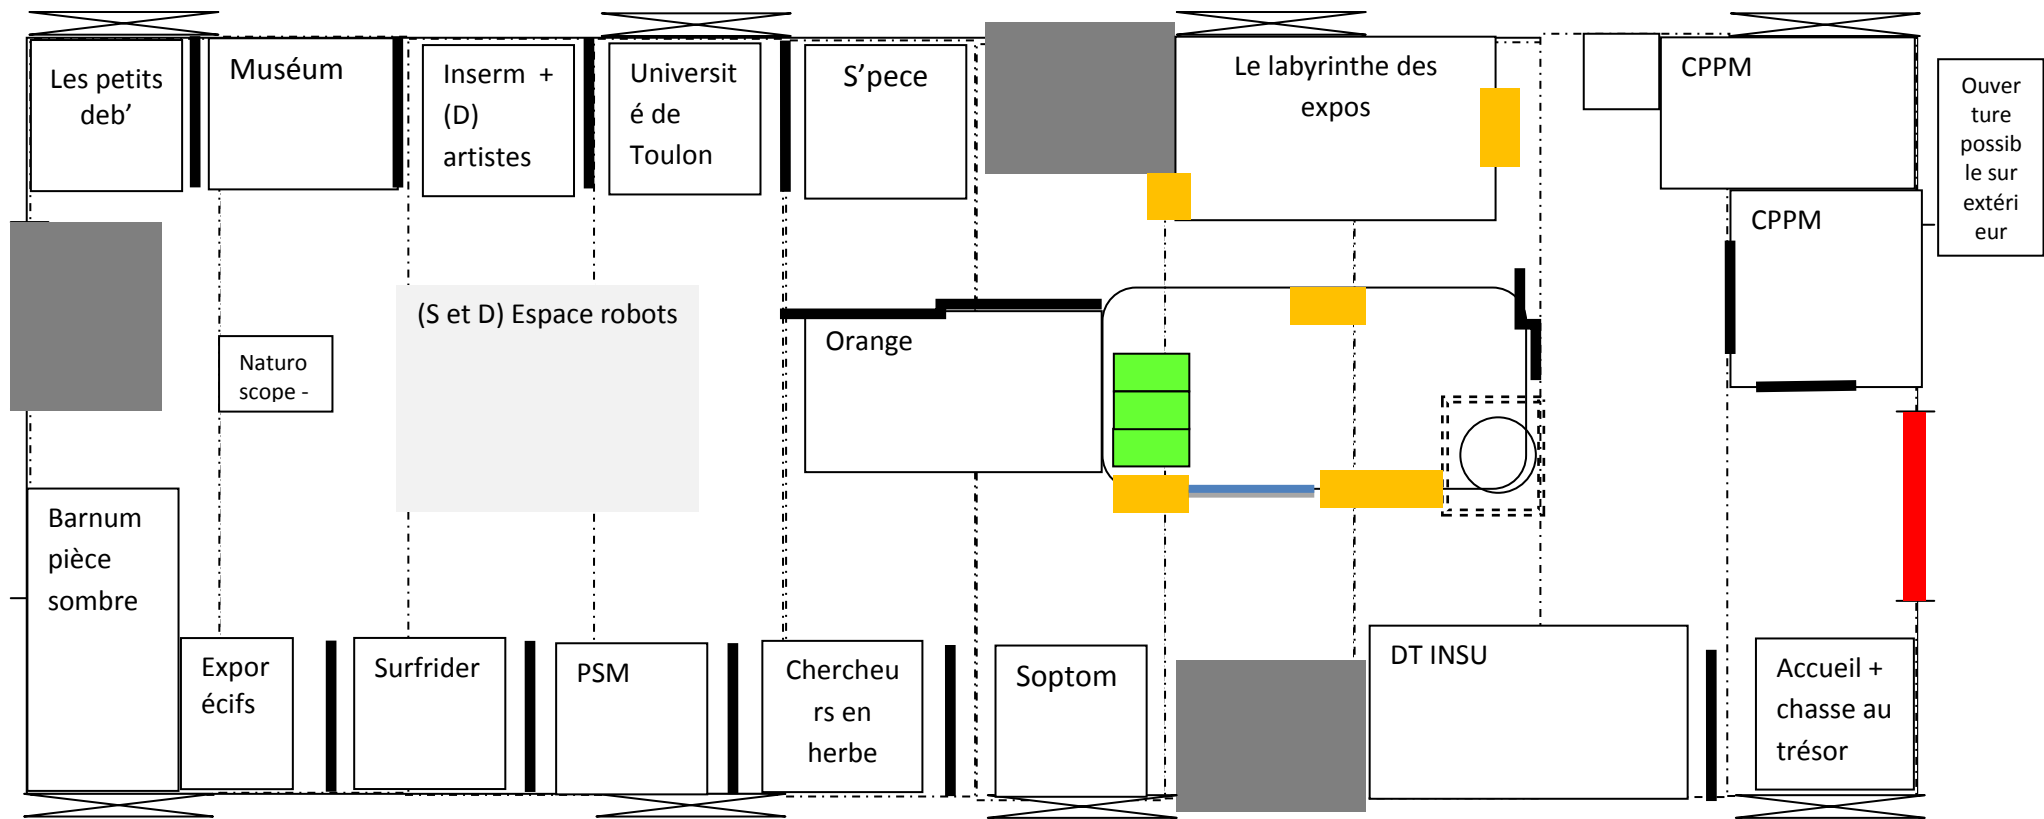 Les petits
deb’
Muséum
Inserm +
(D)
artistes
Universit
é de
Toulon
S’pece
Le labyrinthe des
expos
CPPM
Ouver
ture
possib
le sur
extéri
eur
CPPM
(S et D) Espace robots
Orange
Naturo
scope -
Barnum
pièce
sombre
Expor
écifs
Surfrider
PSM
Chercheu
rs en
herbe
Soptom
DT INSU
Accueil +
chasse au
trésor